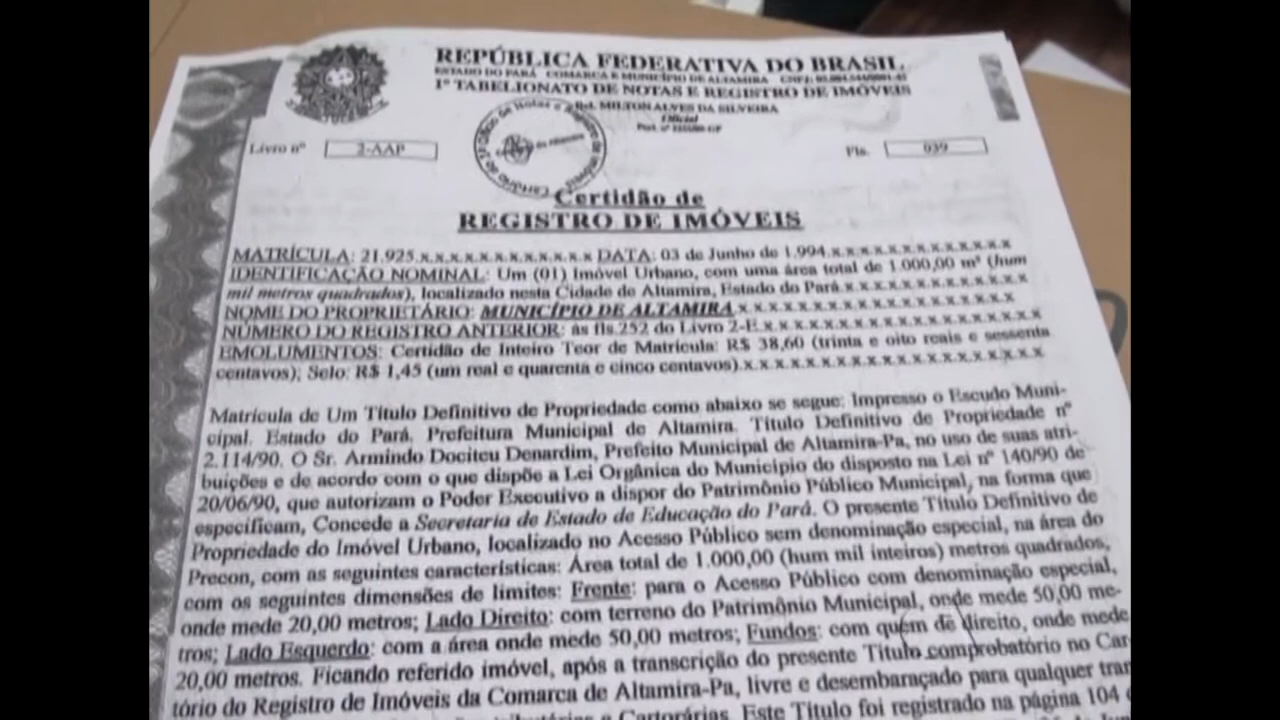 REPÚBLICA FEDERATIVA DO BRASIL
ESTADO DO PARÁ COMARCA E MUNICÍPIO DE ALTAMIRA
1º TABELIONATO DE NOTAS E REGISTRO DE IMÓVEIS
Bel. MILTON ALVES DA SILVEIRA
Oficial
Livro nº 2-AAP Fls. 039
Certidão de
REGISTRO DE IMÓVEIS
MATRÍCULA: 21.925.x.x.x.x.x.x.x.x.x.x.x.x DATA: 03 de Junho de 1.994.x.x.x.x.x.x.x.x.x.x.x.x.x
IDENTIFICAÇÃO NOMINAL: Um (01) Imóvel Urbano, com uma área total de 1.000,00 m² (hum
mil metros quadrados), localizado nesta Cidade de Altamira, Estado do Pará.x.x.x.x.x.x.x.x.x.x.x.x
NOME DO PROPRIETÁRIO: MUNICÍPIO DE ALTAMIRA.x.x.x.x.x.x.x.x.x.x.x.x.x.x.x.x.x.x.x
NÚMERO DO REGISTRO ANTERIOR: às fls.252 do Livro 2-E.x.x.x.x.x.x.x.x.x.x.x.x.x.x.x.x.x.x
EMOLUMENTOS: Certidão de Inteiro Teor de Matrícula: R$ 38,60 (trinta e oito reais e sessenta
centavos); Selo: R$ 1,45 (um real e quarenta e cinco centavos).x.x.x.x.x.x.x.x.x.x.x.x.x.x.x.x.x.x.x
Matrícula de Um Título Definitivo de Propriedade como abaixo se segue: Impresso o Escudo Muni-
cipal. Estado do Pará. Prefeitura Municipal de Altamira. Título Definitivo de Propriedade nº
2.114/90. O Sr. Armindo Dociteu Denardim, Prefeito Municipal de Altamira-Pa, no uso de suas atri-
buições e de acordo com o que dispõe a Lei Orgânica do Município do disposto na Lei nº 140/90 de
20/06/90, que autorizam o Poder Executivo a dispor do Patrimônio Público Municipal, na forma que
especificam, Concede a Secretaria de Estado de Educação do Pará. O presente Título Definitivo de
Propriedade do Imóvel Urbano, localizado no Acesso Público sem denominação especial, na área do
Precon, com as seguintes características: Área total de 1.000,00 (hum mil inteiros) metros quadrados,
com os seguintes dimensões de limites: Frente: para o Acesso Público com denominação especial,
onde mede 20,00 metros; Lado Direito: com terreno do Patrimônio Municipal, onde mede 50,00 me-
tros; Lado Esquerdo: com a área onde mede 50,00 metros; Fundos: com quem de direito, onde mede
20,00 metros. Ficando referido imóvel, após a transcrição do presente Título comprobatório no Car
tório do Registro de Imóveis da Comarca de Altamira-Pa, livre e desembaraçado para qualquer tran
e Cartorárias. Este Título foi registrado na página 104